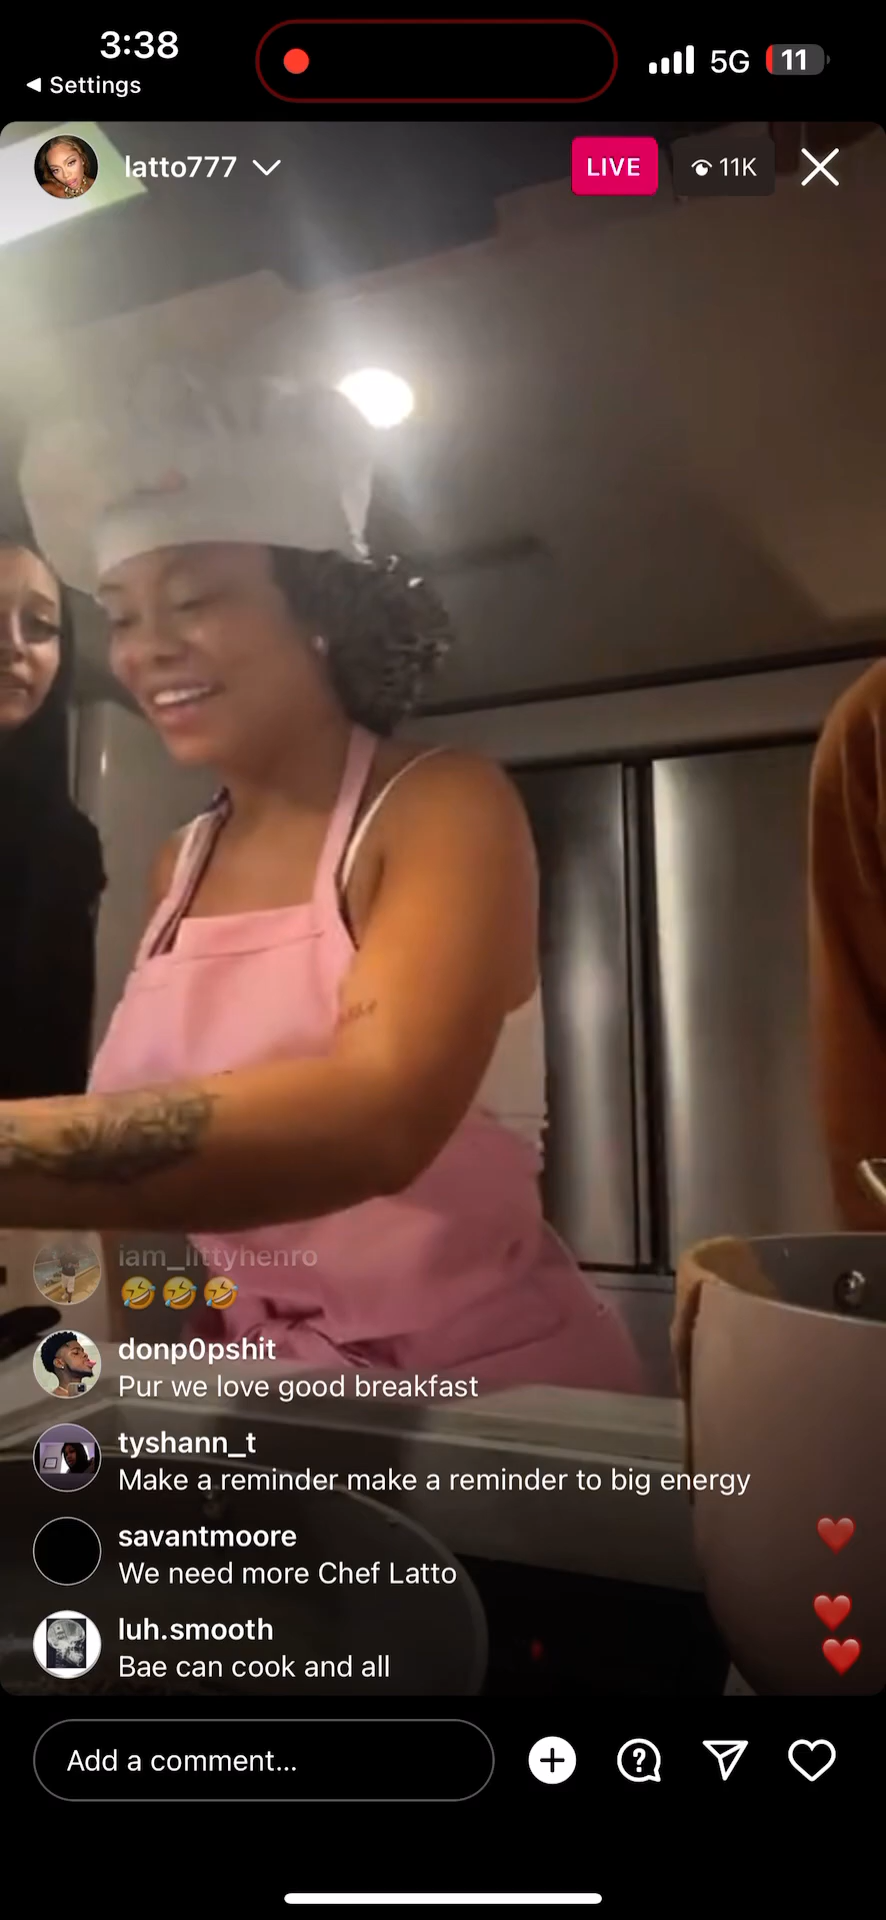 3:38
5G
11
◀ Settings
latto777
LIVE
11K
iam_littyhenro
🤣🤣🤣
donp0pshit
Pur we love good breakfast
tyshann_t
Make a reminder make a reminder to big energy
savantmoore
We need more Chef Latto
luh.smooth
Bae can cook and all
Add a comment...